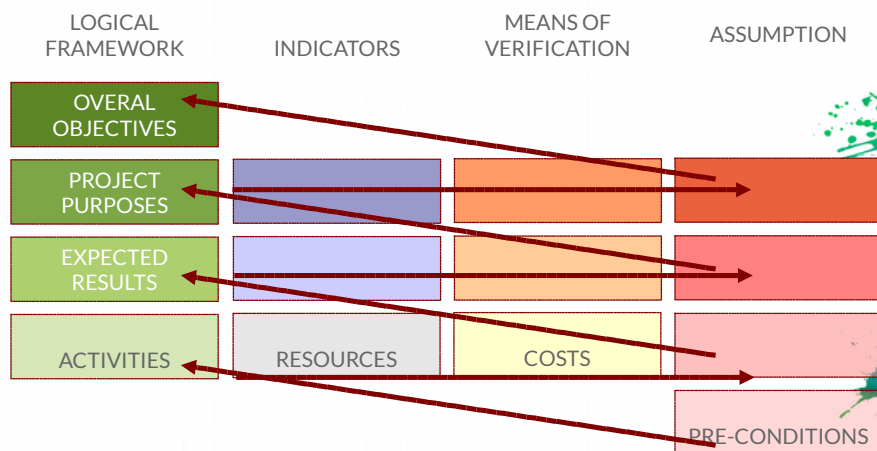 LOGICAL
FRAMEWORK
INDICATORS
MEANS OF
VERIFICATION
ASSUMPTION
OVERAL
OBJECTIVES
PROJECT
PURPOSES
EXPECTED
RESULTS
ACTIVITIES
RESOURCES
COSTS
PRE-CONDITIONS